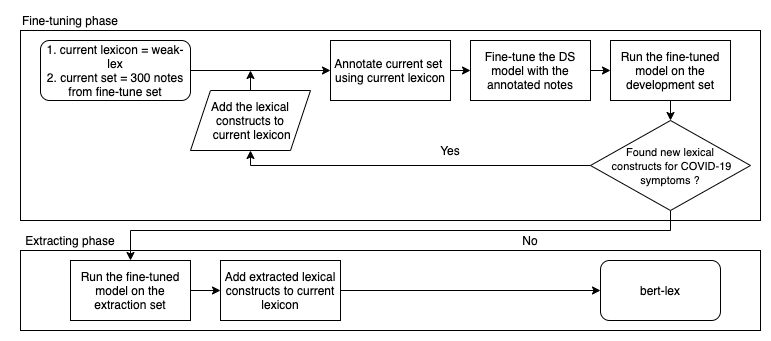 Fine-tuning phase
1. current lexicon = weak-
lex
2. current set = 300 notes
from fine-tune set
Annotate current set
using current lexicon
Fine-tune the DS
model with the
annotated notes
Run the fine-tuned
model on the
development set
Add the lexical
constructs to
current lexicon
Yes
Found new lexical
constructs for COVID-19
symptoms ?
No
Extracting phase
Run the fine-tuned
model on the
extraction set
Add extracted lexical
constructs to current
lexicon
bert-lex